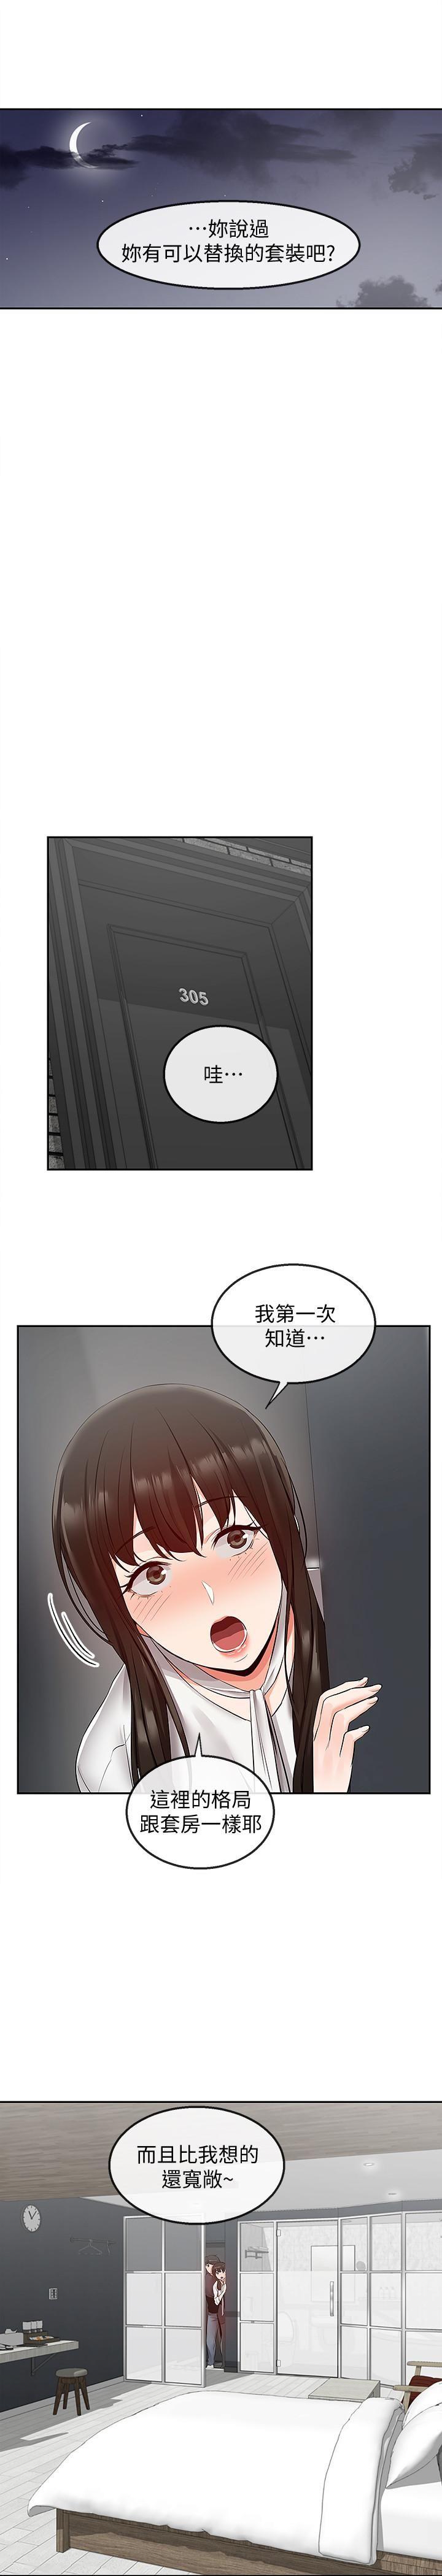 …妳說過
妳有可以替換的套裝吧?
305
哇…
我第一次
知道…
這裡的格局
跟套房一樣耶
而且比我想的
還寬敞~